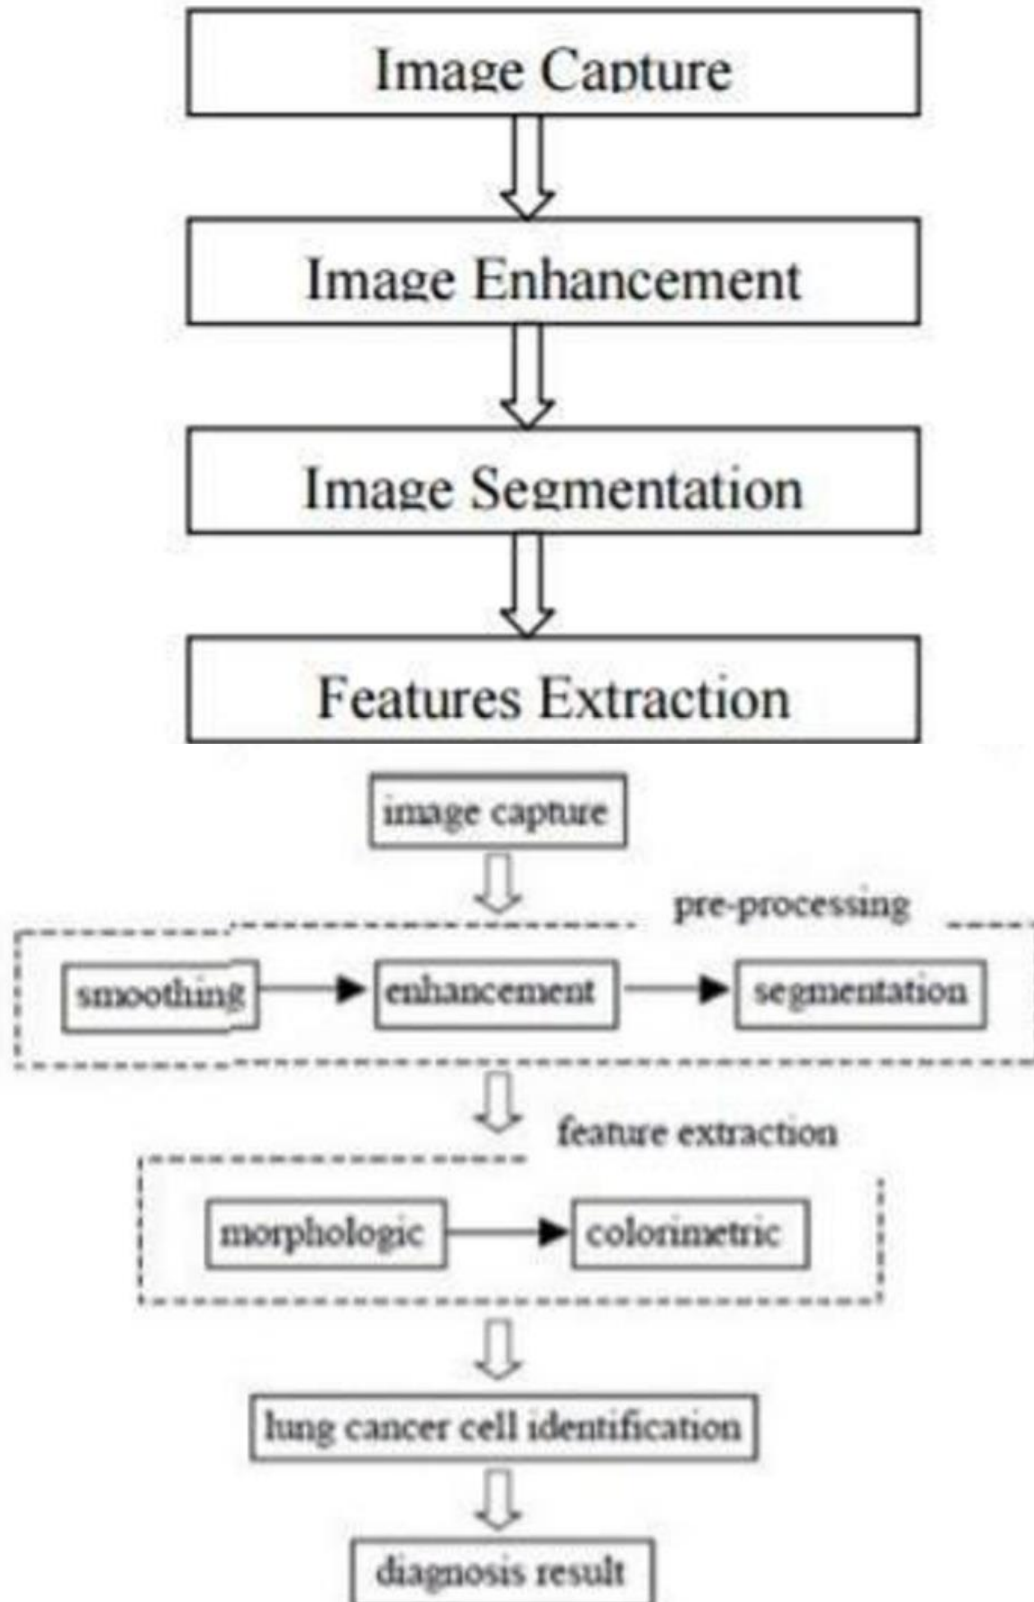 Image Capture
Image Enhancement
Image Segmentation
Features Extraction
image capture
pre-processing
smoothing enhancement segmentation
feature extraction
morphologic colorimetric
lung cancer cell identification
diagnosis result